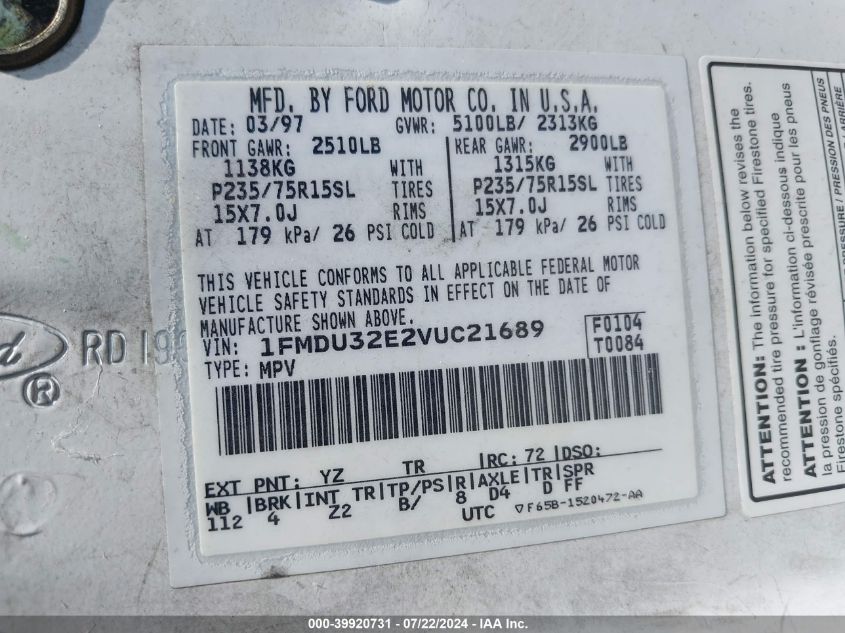 MFD. BY FORD MOTOR CO. IN U.S.A.
DATE: 03/97 GVWR: 5100LB/ 2313KG
FRONT GAWR: 2510LB REAR GAWR: 2900LB
1138KG WITH 1315KG WITH
P235/75R15SL TIRES P235/75R15SL TIRES
15X7.0J RIMS 15X7.0J RIMS
AT 179 kPa/ 26 PSI COLD AT 179 kPa/ 26 PSI COLD
THIS VEHICLE CONFORMS TO ALL APPLICABLE FEDERAL MOTOR
VEHICLE SAFETY STANDARDS IN EFFECT ON THE DATE OF
MANUFACTURE SHOWN ABOVE.
VIN: 1FMDU32E2VUC21689 F0104
TYPE: MPV T0084
EXT PNT: YZ TR RC: 72 DSO:
WB BRK INT TR TP/PS R AXLE TR SPR
112 4 Z2 B/ 8 D4 D FF
UTC ▽F65B-1520472-AA
RD 199
®
ATTENTION: The information below revises the
recommended tire pressure for specified Firestone tires.
ATTENTION: L'information ci-dessous indique
la pression de gonflage révisée prescrite pour les pneus
Firestone spécifiés
000-39920731 - 07/22/2024 - IAAI.com